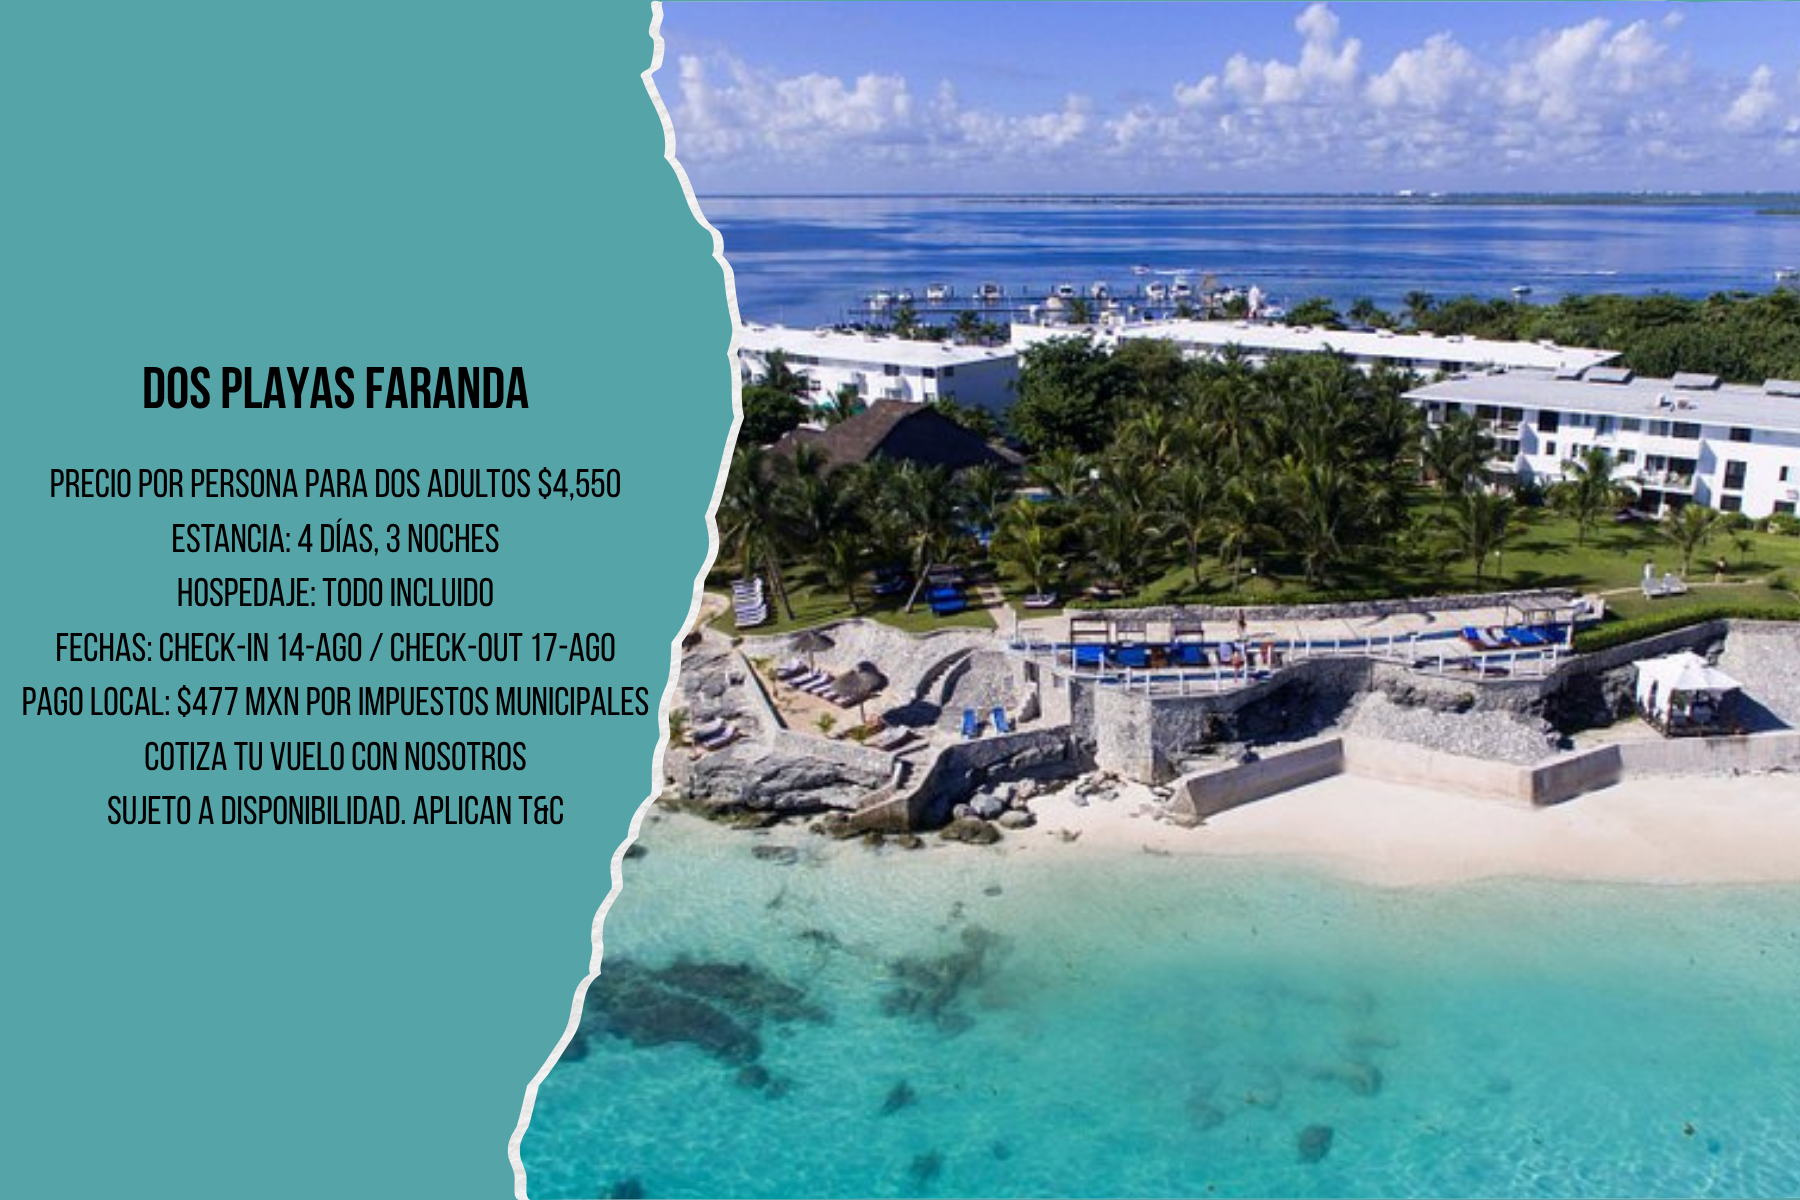 DOS PLAYAS FARANDA
PRECIO POR PERSONA PARA DOS ADULTOS $4,550
ESTANCIA: 4 DÍAS, 3 NOCHES
HOSPEDAJE: TODO INCLUIDO
FECHAS: CHECK-IN 14-AGO / CHECK-OUT 17-AGO
PAGO LOCAL: $477 MXN POR IMPUESTOS MUNICIPALES
COTIZA TU VUELO CON NOSOTROS
SUJETO A DISPONIBILIDAD. APLICAN T&C